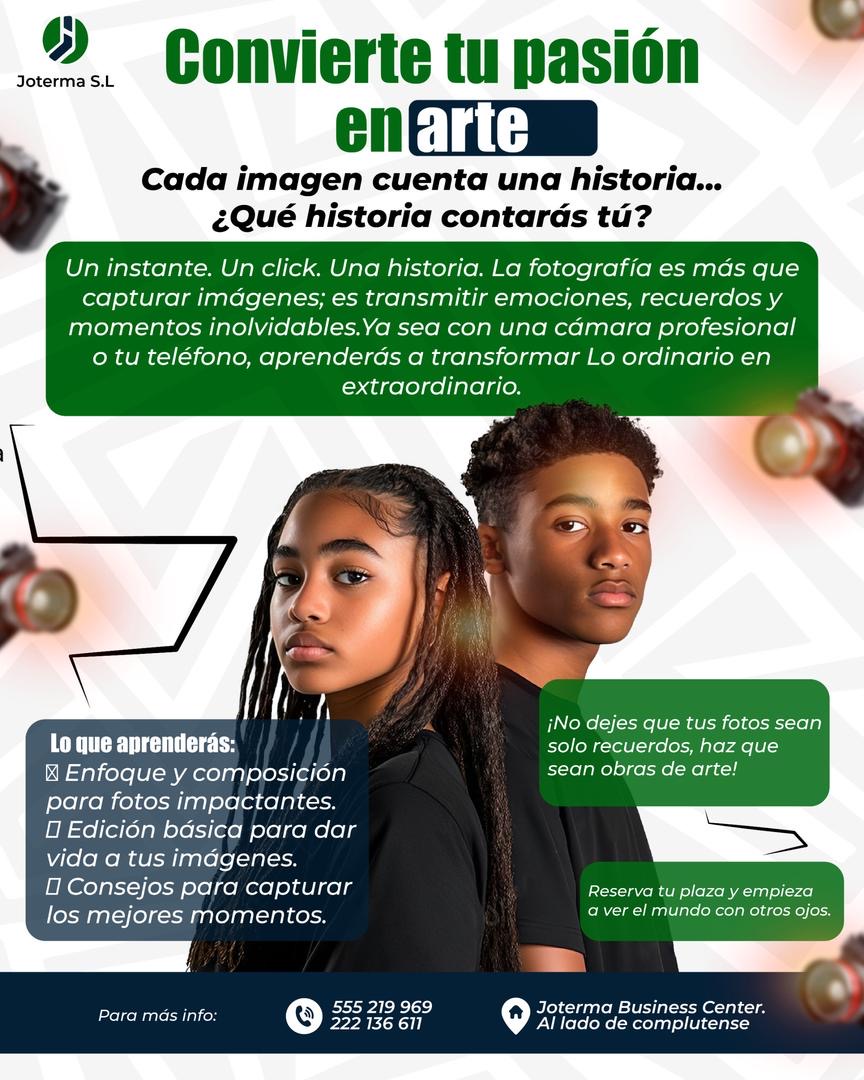 Joterma S.L
Convierte tu pasión
en arte
Cada imagen cuenta una historia...
¿Qué historia contarás tú?
Un instante. Un click. Una historia. La fotografía es más que
capturar imágenes; es transmitir emociones, recuerdos y
momentos inolvidables.Ya sea con una cámara profesional
o tu teléfono, aprenderás a transformar Lo ordinario en
extraordinario.
a
Lo que aprenderás:
Enfoque y composición
para fotos impactantes.
Edición básica para dar
vida a tus imágenes.
Consejos para capturar
los mejores momentos.
¡No dejes que tus fotos sean
solo recuerdos, haz que
sean obras de arte!
Reserva tu plaza y empieza
a ver el mundo con otros ojos.
Para más info:
555 219 969
222 136 611
Joterma Business Center.
Al lado de complutense